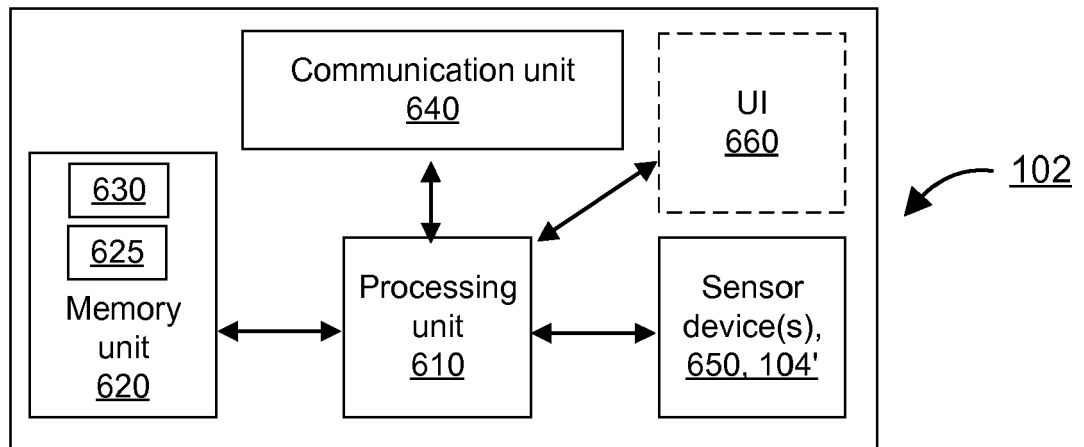 Communication unit
640
UI
660
102
630
625
Memory
unit
620
Processing
unit
610
Sensor
device(s),
650, 104'